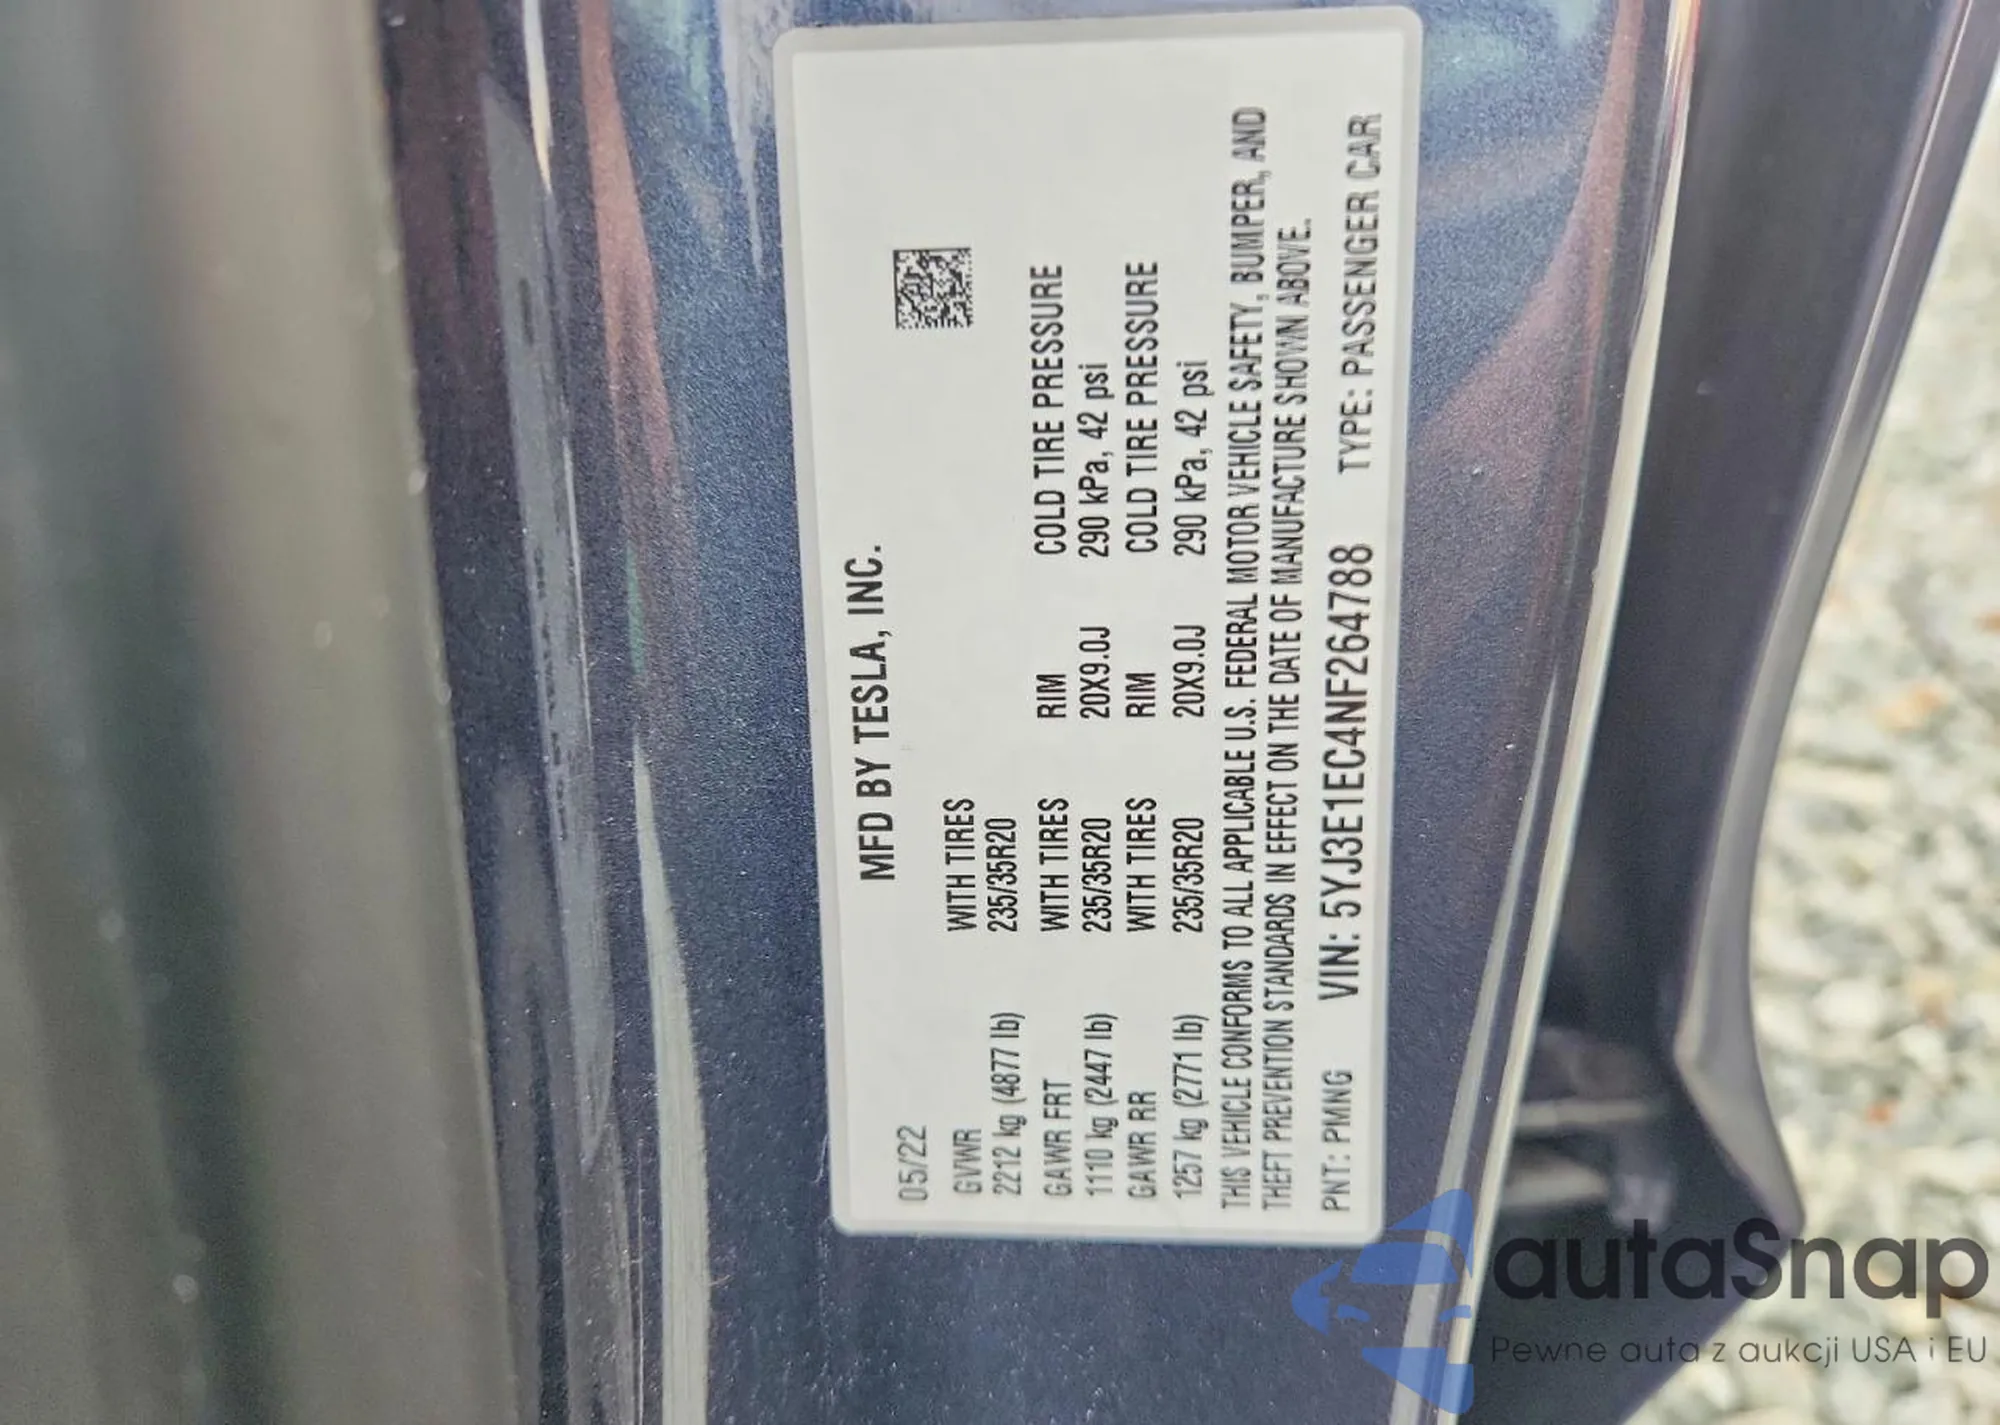 MFD BY TESLA, INC.
05/22
GVWR WITH TIRES
2212 kg (4877 lb) 235/35R20
GAWR FRT WITH TIRES RIM COLD TIRE PRESSURE
1110 kg (2447 lb) 235/35R20 20X9.0J 290 kPa, 42 psi
GAWR RR WITH TIRES RIM COLD TIRE PRESSURE
1257 kg (2771 lb) 235/35R20 20X9.0J 290 kPa, 42 psi
THIS VEHICLE CONFORMS TO ALL APPLICABLE U.S. FEDERAL MOTOR VEHICLE SAFETY, BUMPER, AND
THEFT PREVENTION STANDARDS IN EFFECT ON THE DATE OF MANUFACTURE SHOWN ABOVE.
PNT: PMNG VIN: 5YJ3E1EC4NF264788 TYPE: PASSENGER CAR
autaSnap
Pewne auta z aukcji USA i EU